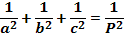 1/a² + 1/b² + 1/c² = 1/P²